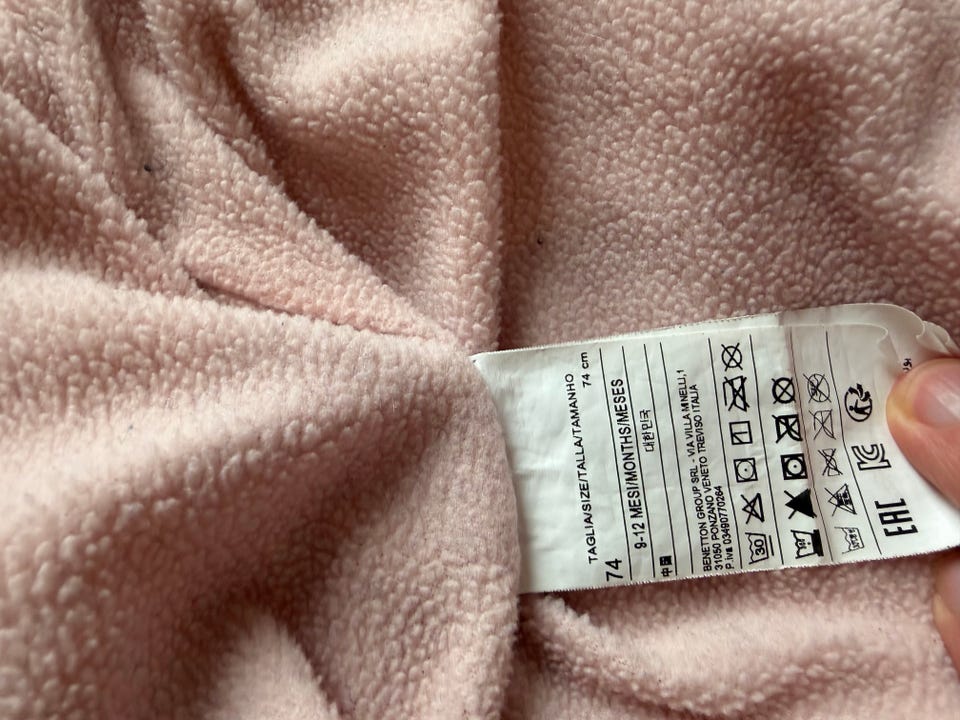 TAGLIA/SIZE/TALLA/TAMANHO
74 74 cm
9-12 MESI/MONTHS/MESES
中国 대한민국
BENETTON GROUP SRL - VIA VILLA MINELLI,1
31050 PONZANO VENETO TREVISO ITALIA
P.iva 03490770264
30
EAC